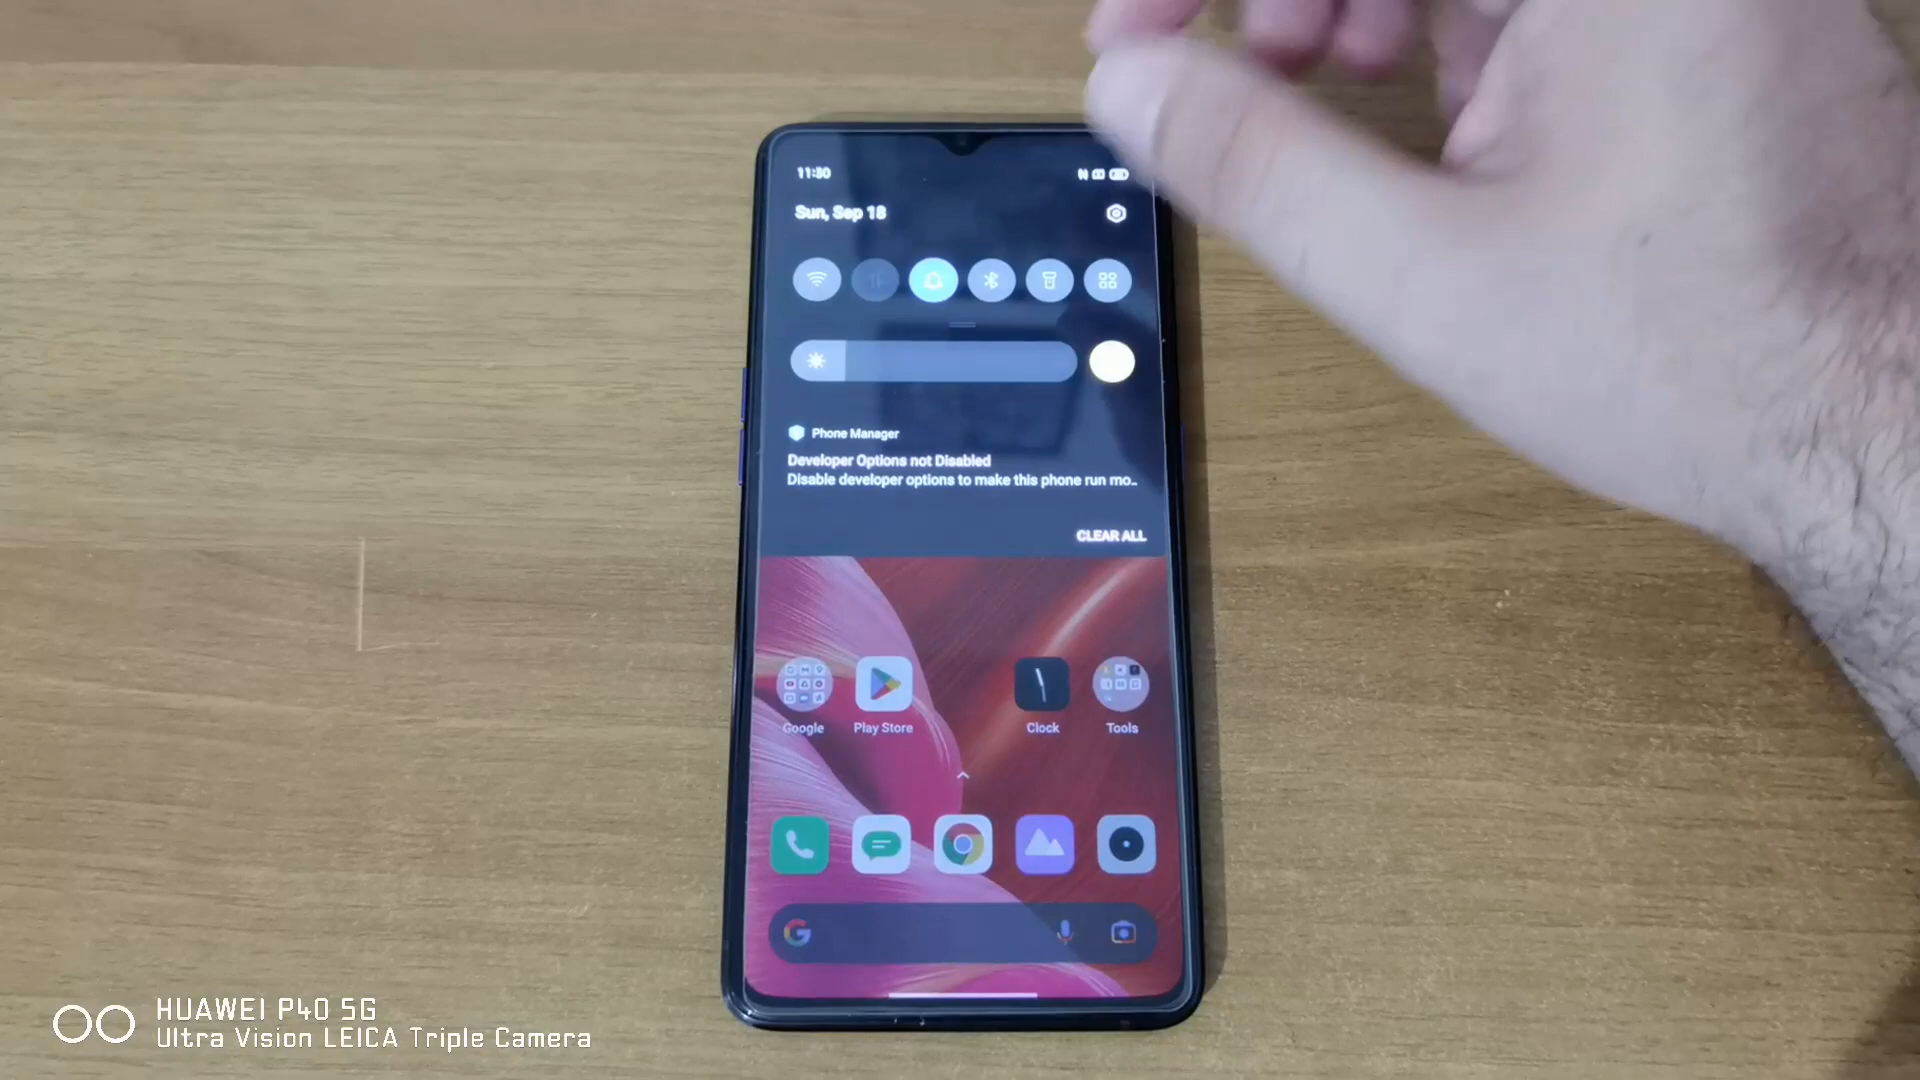 11:30
Sun, Sep 18
Phone Manager
Developer Options not Disabled
Disable developer options to make this phone run mo..
CLEAR ALL
Google
Play Store
Clock
Tools
HUAWEI P40 5G
Ultra Vision LEICA Triple Camera